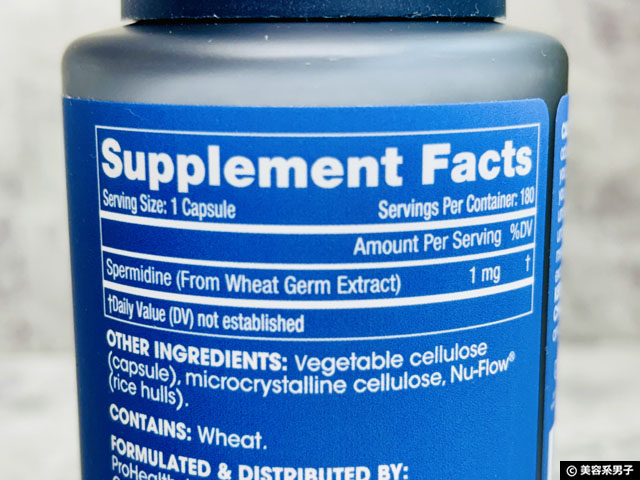 Supplement Facts
Serving Size: 1 Capsule Servings Per Container: 180
Amount Per Serving %DV
Spermidine (From Wheat Germ Extract) 1 mg †
†Daily Value (DV) not established
OTHER INGREDIENTS: Vegetable cellulose
(capsule), microcrystalline cellulose, Nu-Flow®
(rice hulls).
CONTAINS: Wheat.
FORMULATED & DISTRIBUTED BY:
ProHealth
© 美容系男子